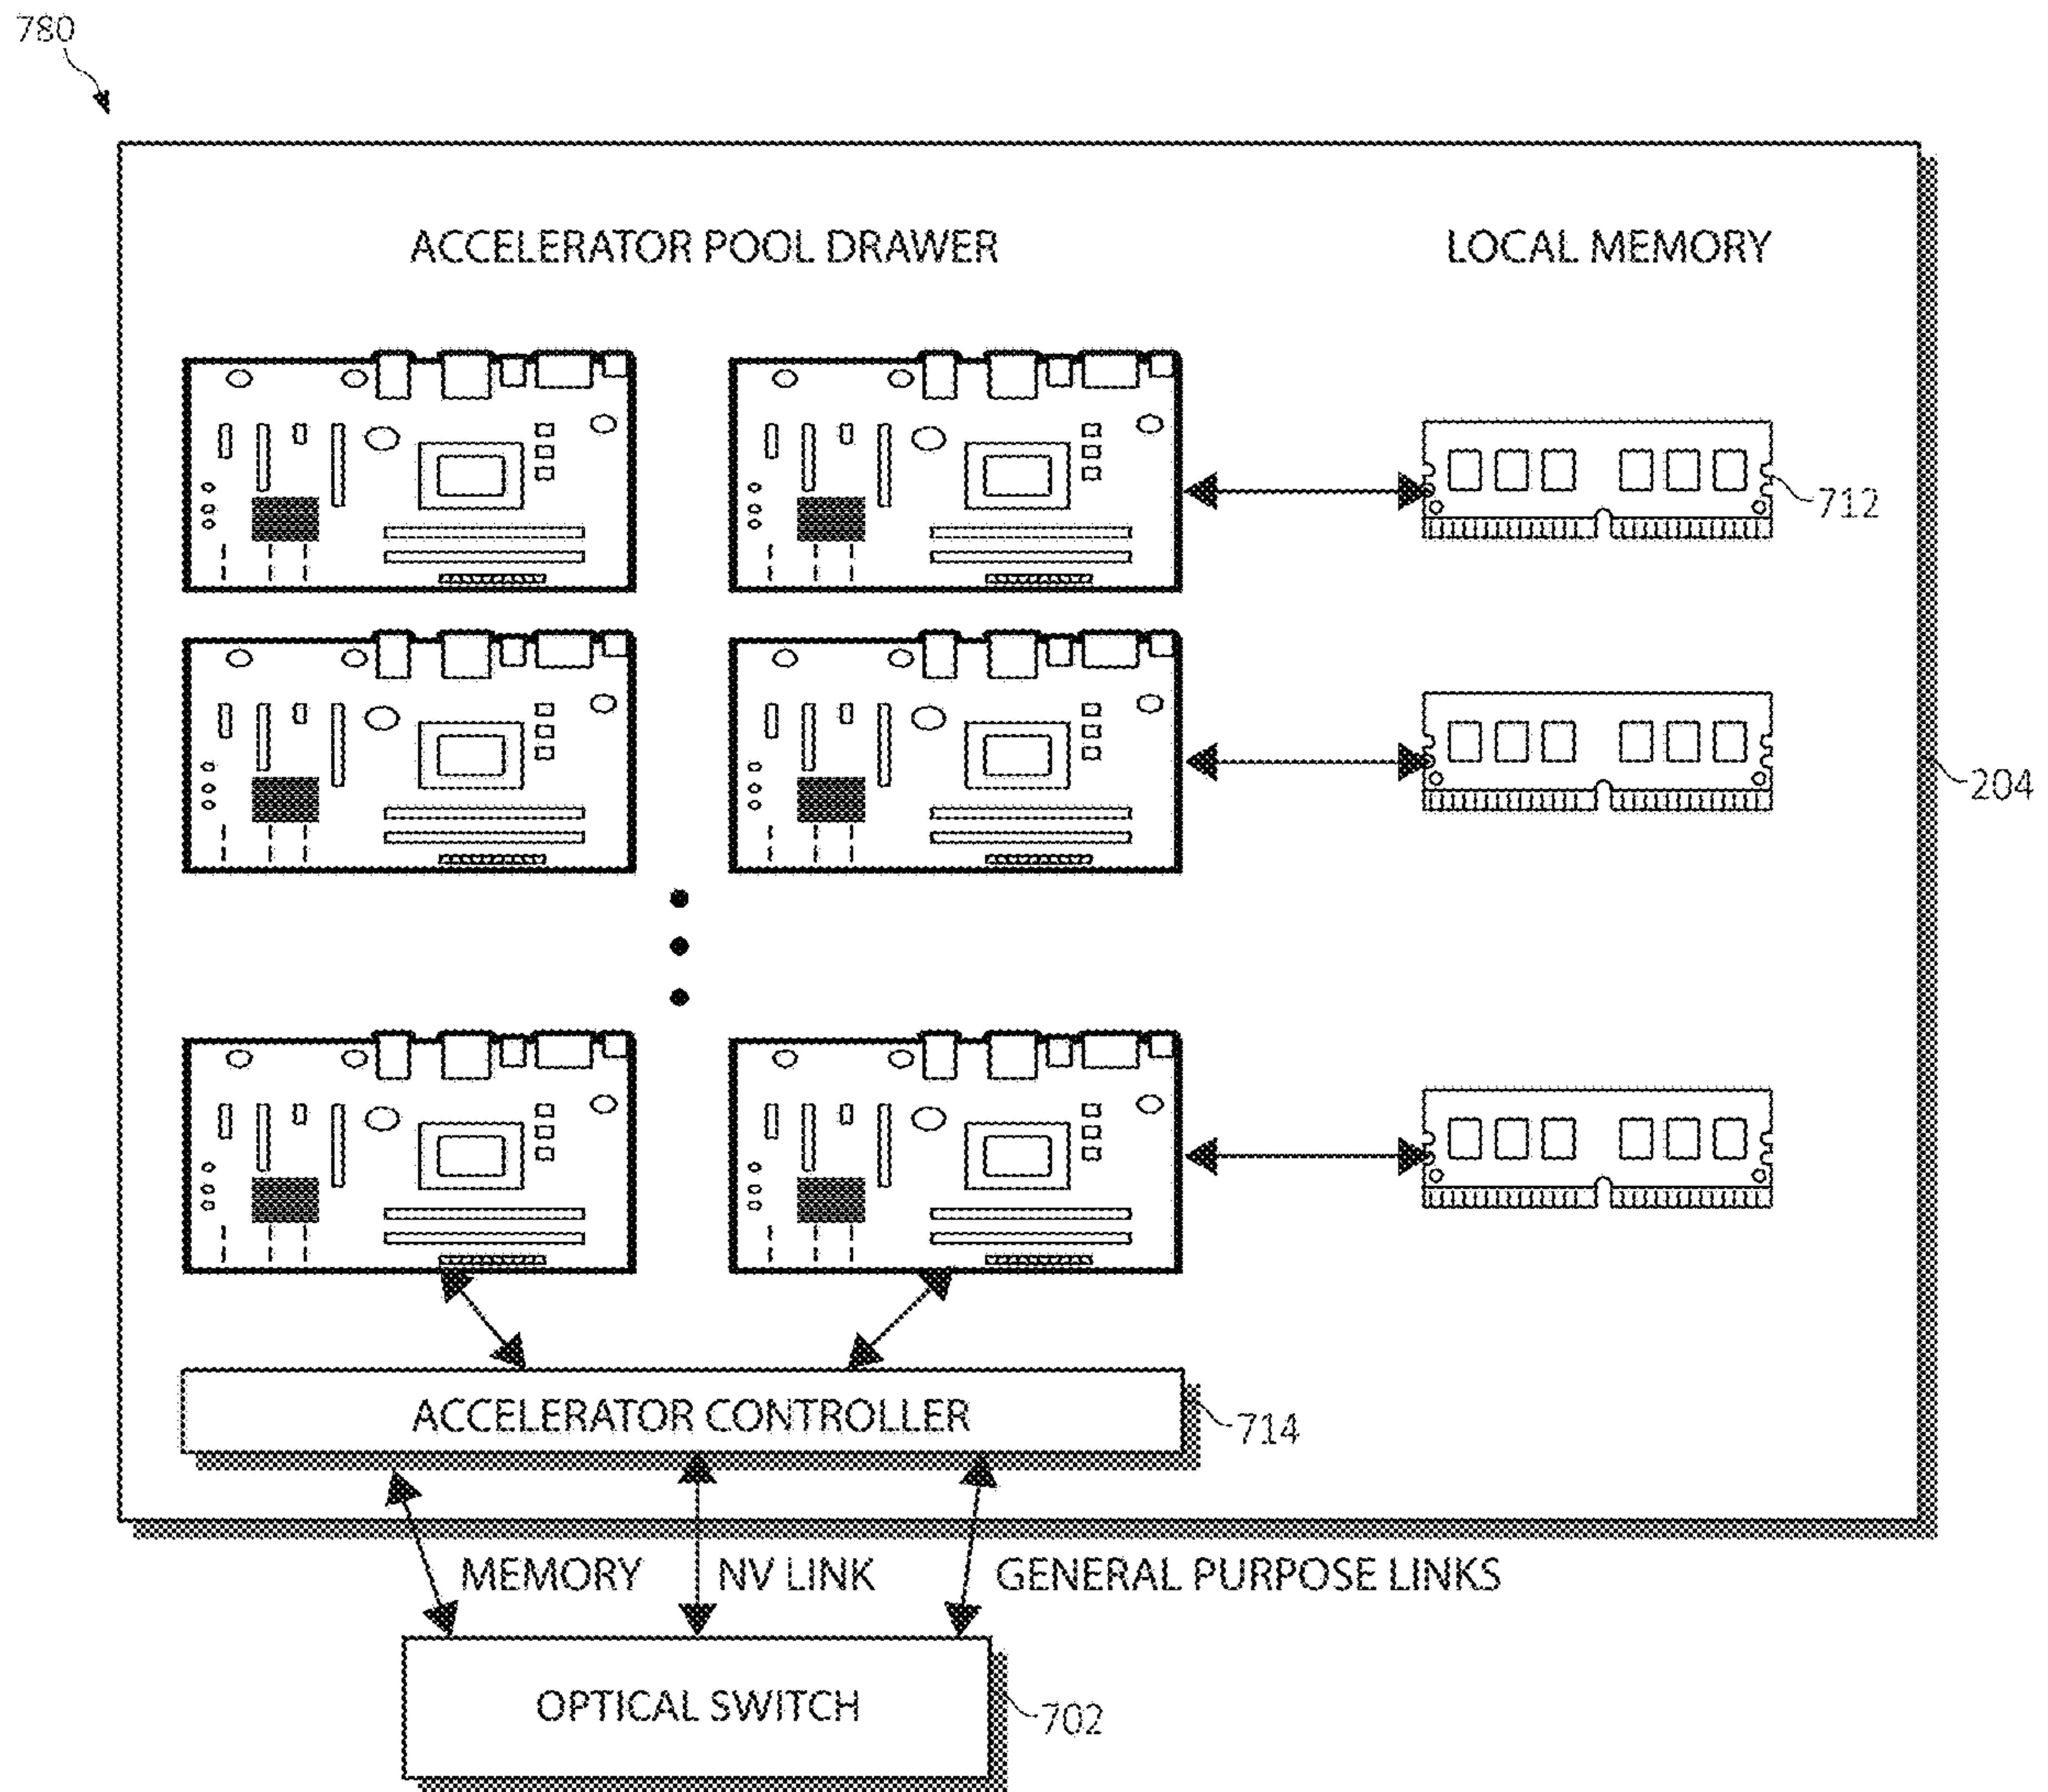 780
ACCELERATOR POOL DRAWER LOCAL MEMORY
712
204
ACCELERATOR CONTROLLER
714
MEMORY NV LINK GENERAL PURPOSE LINKS
OPTICAL SWITCH
702